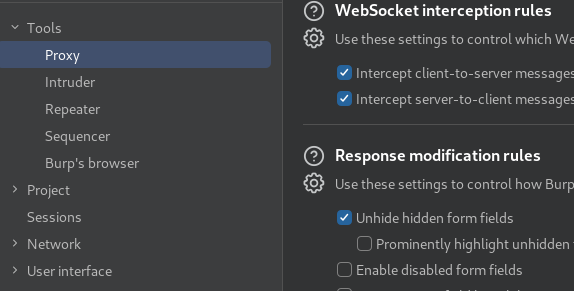 Tools
Proxy
Intruder
Repeater
Sequencer
Burp's browser
Project
Sessions
Network
User interface
WebSocket interception rules
Use these settings to control which We
Intercept client-to-server messages
Intercept server-to-client messages
Response modification rules
Use these settings to control how Burp
Unhide hidden form fields
Prominently highlight unhidden
Enable disabled form fields